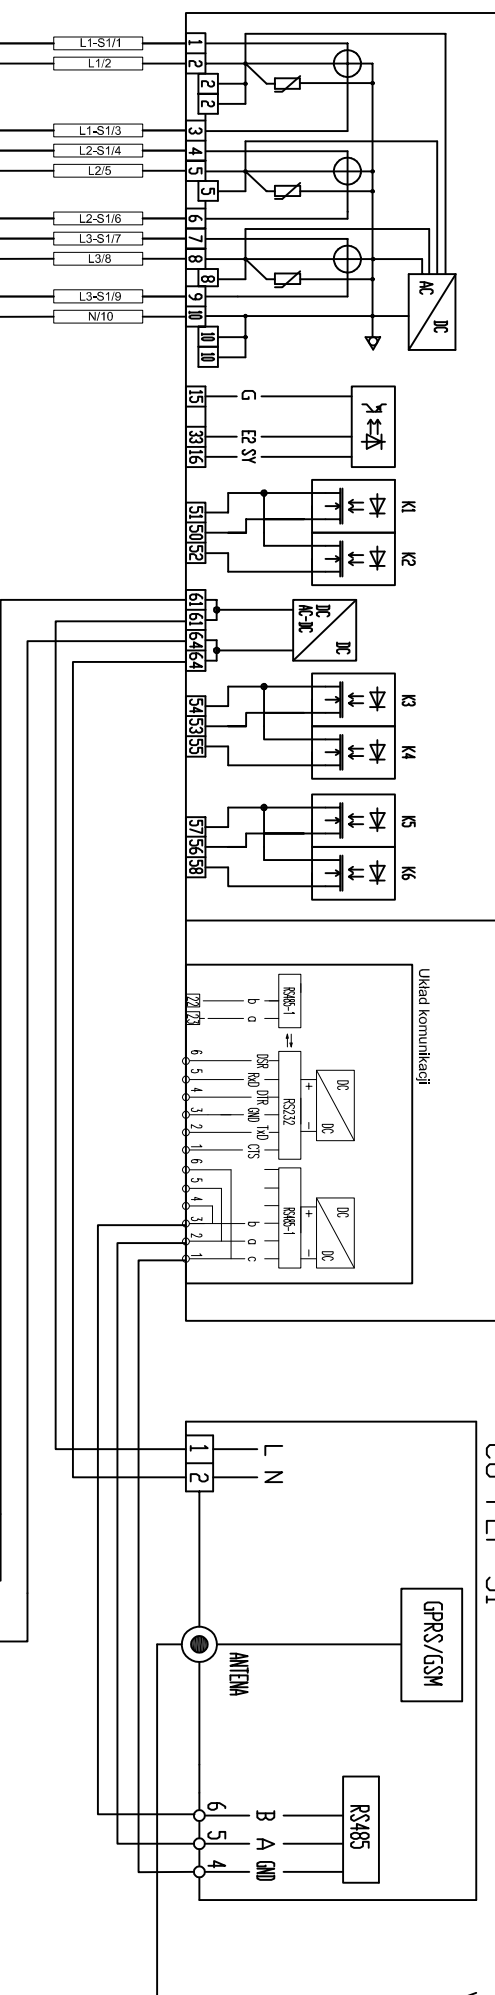 L1-S1/1
L1/2
L1-S1/3
L2-S1/4
L2/5
L2-S1/6
L3-S1/7
L3/8
L3-S1/9
N/10
1
2
2
2
3
4
5
5
6
7
8
8
9
10
10
10
AC
DC
15
33
16
G
E2
SY
51
50
52
K1
K2
61
61
64
64
DC
AC-DC
DC
54
53
55
K3
K4
57
56
58
K5
K6
Układ komunikacji
22
23
b
a
RS485-1
6
5
4
3
2
1
DSR
RxD
DTR
GND
TxD
CTS
RS232
+
-
DC
DC
6
5
4
3
2
1
b
a
c
RS485-1
+
-
DC
DC
1
2
L
N
GPRS/GSM
ANTENA
6
5
4
B
A
GND
RS485